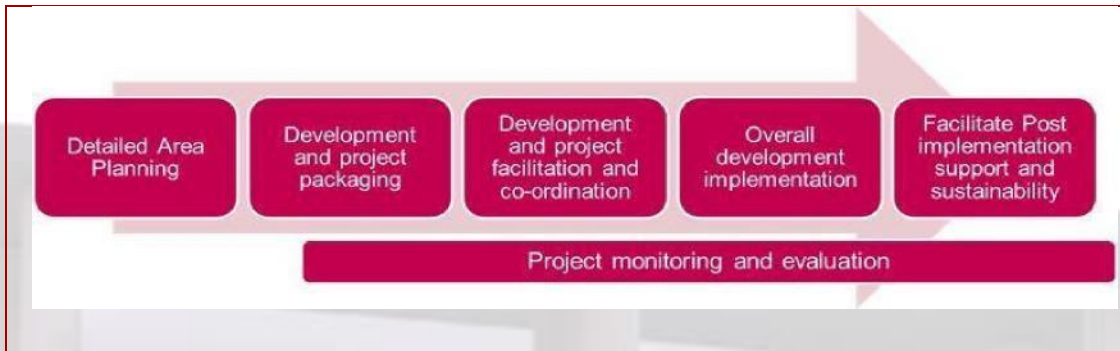 Detailed Area
Planning
Development
and project
packaging
Development
and project
facilitation and
co-ordination
Overall
development
implementation
Facilitate Post
implementation
support and
sustainability
Project monitoring and evaluation